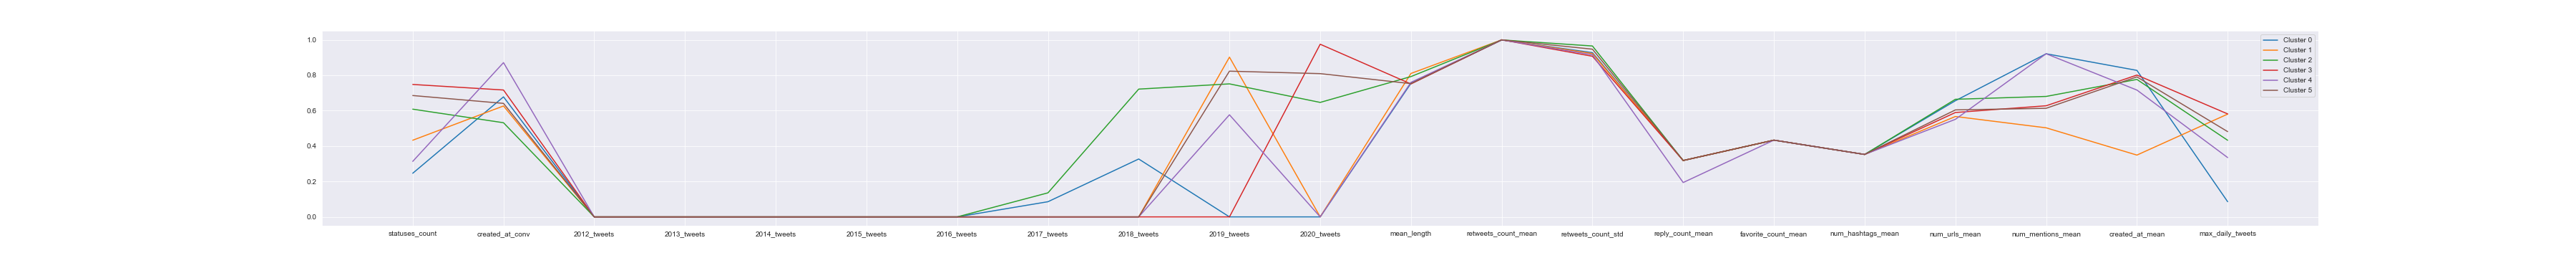 1.0
0.8
0.6
0.4
0.2
0.0
statuses_count created_at_conv 2012_tweets 2013_tweets 2014_tweets 2015_tweets 2016_tweets 2017_tweets 2018_tweets 2019_tweets 2020_tweets mean_length retweets_count_mean retweets_count_std reply_count_mean favorite_count_mean num_hashtags_mean num_urls_mean num_mentions_mean created_at_mean max_daily_tweets
Cluster 0
Cluster 1
Cluster 2
Cluster 3
Cluster 4
Cluster 5